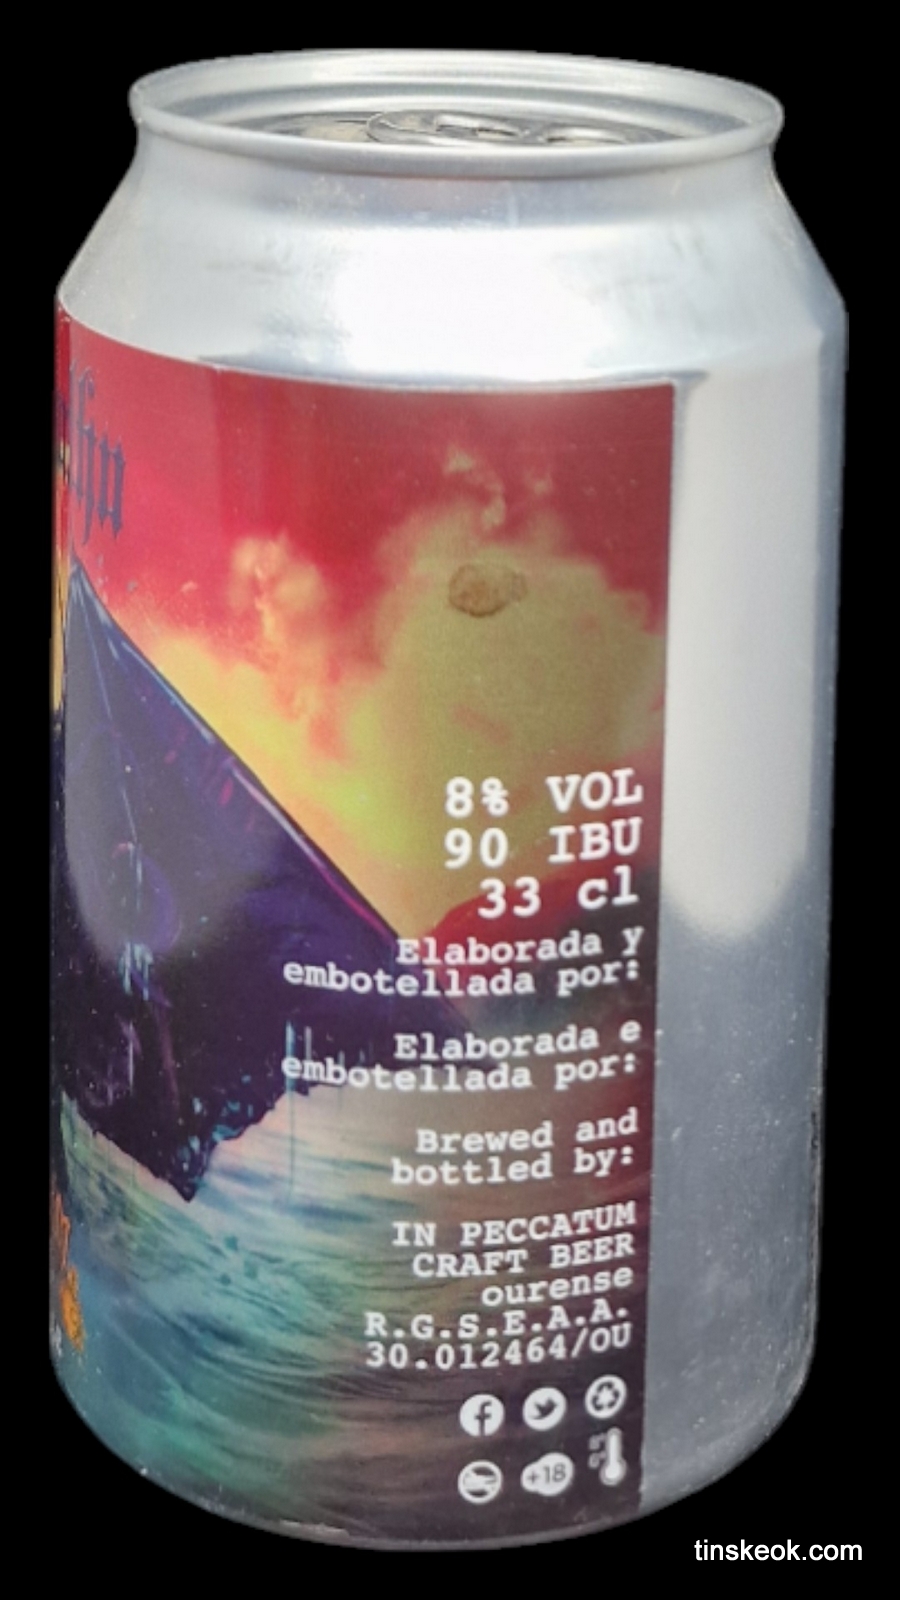 8% VOL
90 IBU
33 cl
Elaborada y
embotellada por:
Elaborada e
embotellada por:
Brewed and
bottled by:
IN PECCATUM
CRAFT BEER
ourense
R.G.S.E.A.A.
30.012464/OU
+18
tinskeok.com